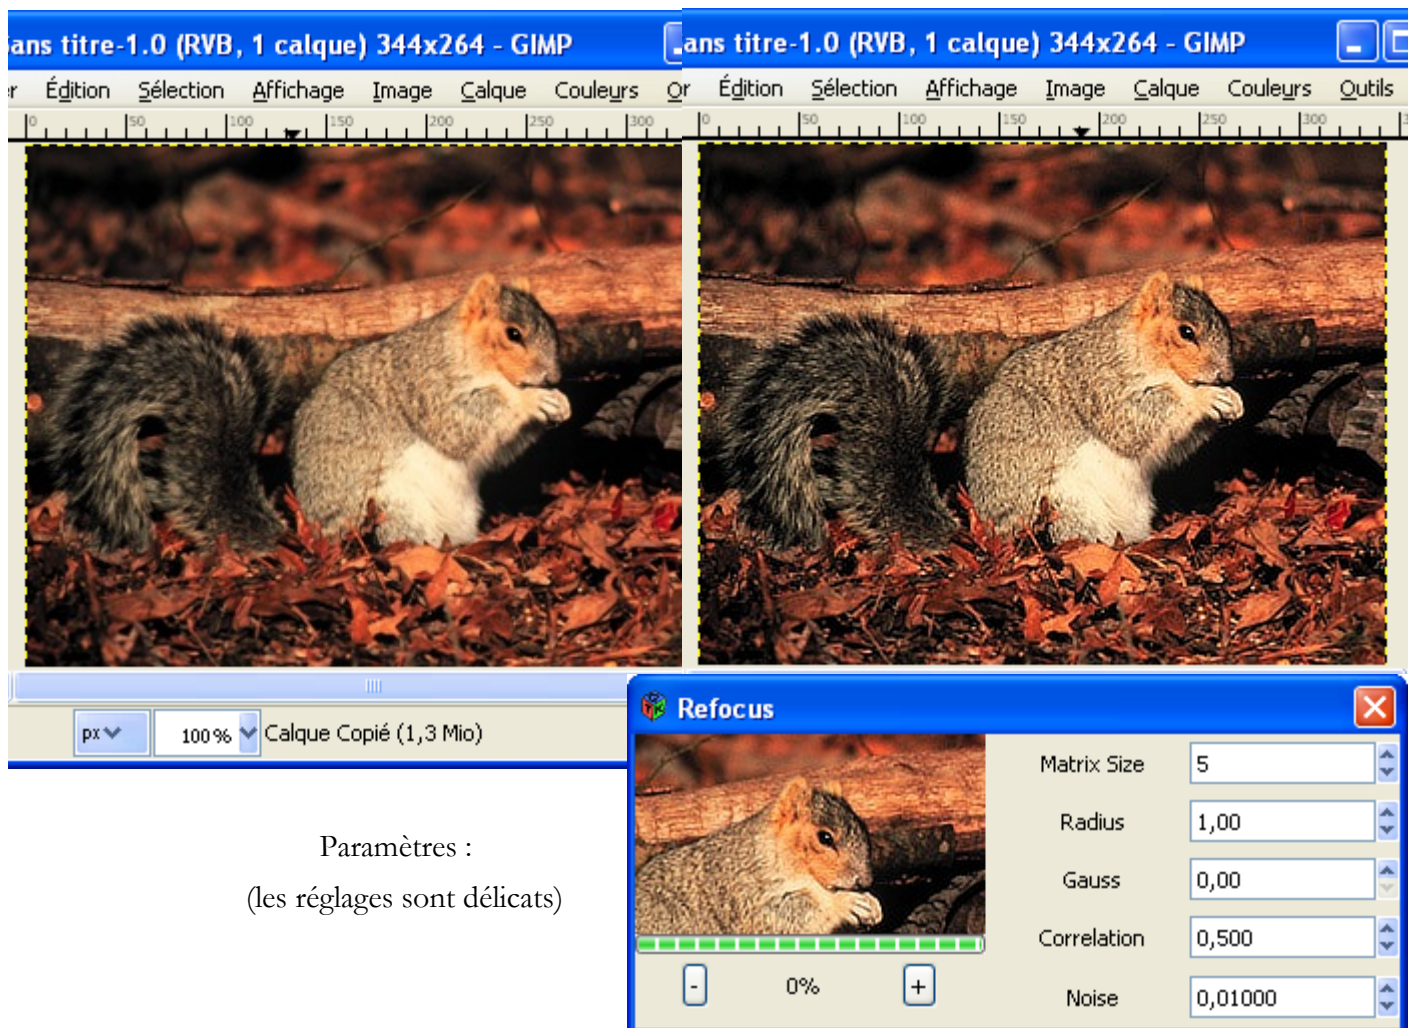 ans titre-1.0 (RVB, 1 calque) 344x264 - GIMP
ans titre-1.0 (RVB, 1 calque) 344x264 - GIMP
r Édition Sélection Affichage Image Calque Couleurs Or
Édition Sélection Affichage Image Calque Couleurs Outils
0 50 100 150 200 250 300
0 50 100 150 200 250 300
px 100 % Calque Copié (1,3 Mio)
Paramètres :
(les réglages sont délicats)
Refocus
Matrix Size 5
Radius 1,00
Gauss 0,00
Correlation 0,500
- 0% +
Noise 0,01000